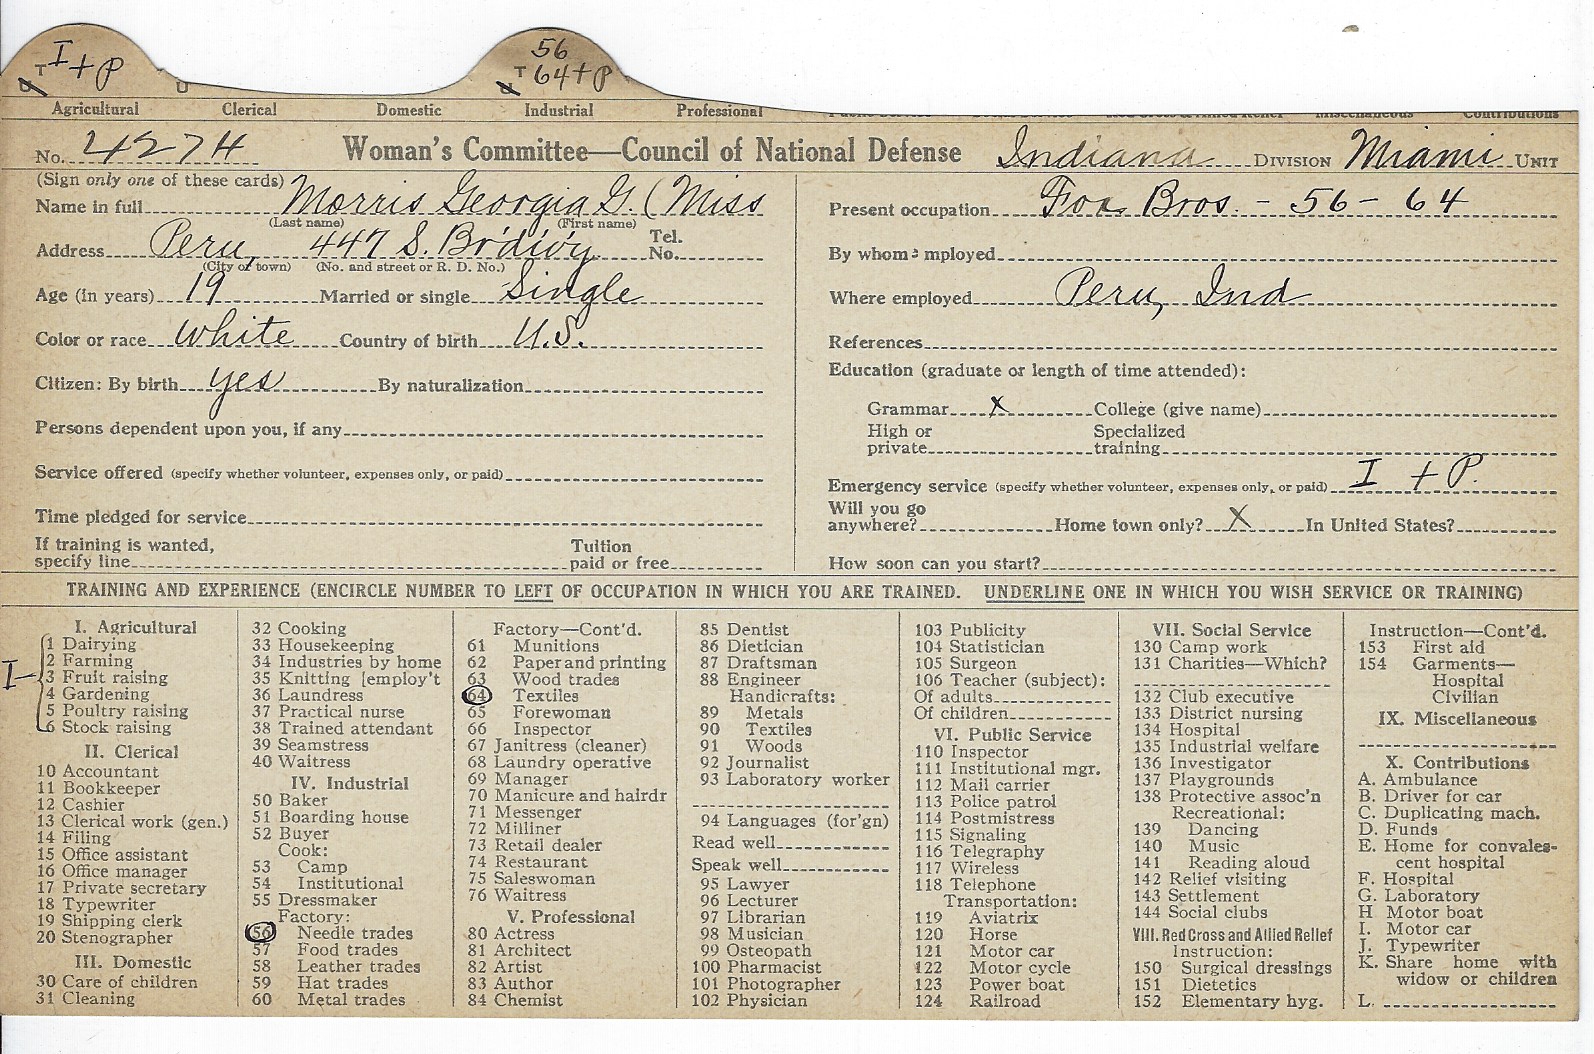 I + P
56
T
T 64 + P
U
Agricultural Clerical Domestic Industrial Professional Miscellaneous Contributions
No. 4274 Woman's Committee—Council of National Defense Indiana DIVISION Miami UNIT
(Sign only one of these cards)
Name in full Morris Georgia G. (Miss
(Last name) (First name)
Address Peru, 447 S. Br'd'w'y. Tel. No.
(City or town) (No. and street or R. D. No.)
Age (in years) 19 Married or single Single
Color or race White Country of birth U.S.
Citizen: By birth yes By naturalization
Persons dependent upon you, if any
Service offered (specify whether volunteer, expenses only, or paid)
Time pledged for service
If training is wanted, specify line Tuition paid or free
Present occupation Fox Bros. - 56 - 64
By whom employed
Where employed Peru, Ind
References
Education (graduate or length of time attended):
Grammar X College (give name)
High or private Specialized training
Emergency service (specify whether volunteer, expenses only, or paid) I + P.
Will you go anywhere? Home town only? X In United States?
How soon can you start?
TRAINING AND EXPERIENCE (ENCIRCLE NUMBER TO LEFT OF OCCUPATION IN WHICH YOU ARE TRAINED. UNDERLINE ONE IN WHICH YOU WISH SERVICE OR TRAINING)
I. Agricultural
1 Dairying
2 Farming
I 3 Fruit raising
4 Gardening
5 Poultry raising
6 Stock raising
II. Clerical
10 Accountant
11 Bookkeeper
12 Cashier
13 Clerical work (gen.)
14 Filing
15 Office assistant
16 Office manager
17 Private secretary
18 Typewriter
19 Shipping clerk
20 Stenographer
III. Domestic
30 Care of children
31 Cleaning
32 Cooking
33 Housekeeping
34 Industries by home
35 Knitting [employ't
36 Laundress
37 Practical nurse
38 Trained attendant
39 Seamstress
40 Waitress
IV. Industrial
50 Baker
51 Boarding house
52 Buyer
Cook:
53 Camp
54 Institutional
55 Dressmaker
Factory:
56 Needle trades
57 Food trades
58 Leather trades
59 Hat trades
60 Metal trades
Factory—Cont'd.
61 Munitions
62 Paper and printing
63 Wood trades
64 Textiles
65 Forewoman
66 Inspector
67 Janitress (cleaner)
68 Laundry operative
69 Manager
70 Manicure and hairdr
71 Messenger
72 Milliner
73 Retail dealer
74 Restaurant
75 Saleswoman
76 Waitress
V. Professional
80 Actress
81 Architect
82 Artist
83 Author
84 Chemist
85 Dentist
86 Dietician
87 Draftsman
88 Engineer
Handicrafts:
89 Metals
90 Textiles
91 Woods
92 Journalist
93 Laboratory worker
94 Languages (for'gn)
Read well
Speak well
95 Lawyer
96 Lecturer
97 Librarian
98 Musician
99 Osteopath
100 Pharmacist
101 Photographer
102 Physician
103 Publicity
104 Statistician
105 Surgeon
106 Teacher (subject):
Of adults
Of children
VI. Public Service
110 Inspector
111 Institutional mgr.
112 Mail carrier
113 Police patrol
114 Postmistress
115 Signaling
116 Telegraphy
117 Wireless
118 Telephone
Transportation:
119 Aviatrix
120 Horse
121 Motor car
122 Motor cycle
123 Power boat
124 Railroad
VII. Social Service
130 Camp work
131 Charities—Which?
132 Club executive
133 District nursing
134 Hospital
135 Industrial welfare
136 Investigator
137 Playgrounds
138 Protective assoc'n
Recreational:
139 Dancing
140 Music
141 Reading aloud
142 Relief visiting
143 Settlement
144 Social clubs
VIII. Red Cross and Allied Relief
Instruction:
150 Surgical dressings
151 Dietetics
152 Elementary hyg.
Instruction—Cont'd.
153 First aid
154 Garments—
Hospital
Civilian
IX. Miscellaneous
X. Contributions
A. Ambulance
B. Driver for car
C. Duplicating mach.
D. Funds
E. Home for convales-
cent hospital
F. Hospital
G. Laboratory
H Motor boat
I. Motor car
J. Typewriter
K. Share home with
widow or children
L.